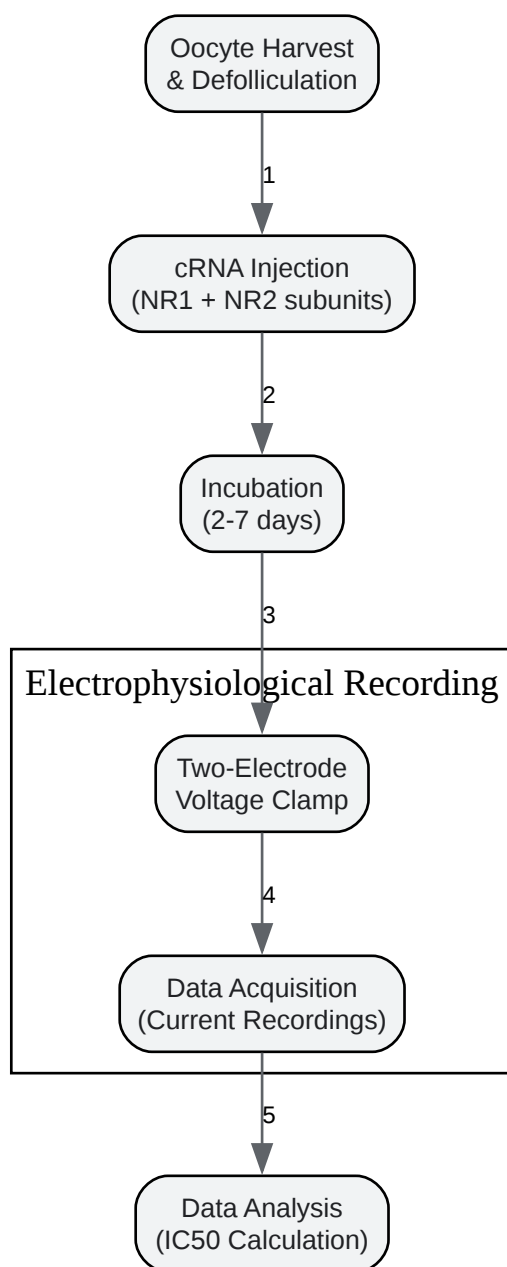 Oocyte Harvest
& Defolliculation
1
cRNA Injection
(NR1 + NR2 subunits)
2
Incubation
(2-7 days)
3
Electrophysiological Recording
Two-Electrode
Voltage Clamp
4
Data Acquisition
(Current Recordings)
5
Data Analysis
(IC50 Calculation)